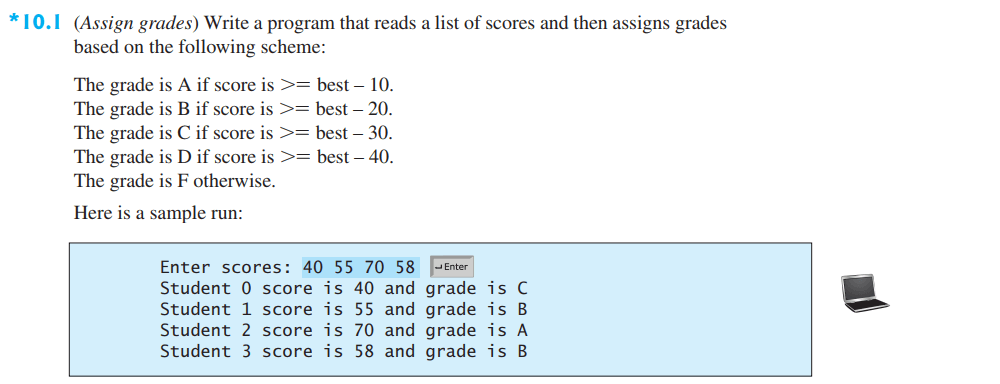 *10.1 (Assign grades) Write a program that reads a list of scores and then assigns grades
based on the following scheme:
The grade is A if score is >= best – 10.
The grade is B if score is >= best – 20.
The grade is C if score is >= best – 30.
The grade is D if score is >= best – 40.
The grade is F otherwise.
Here is a sample run:
Enter scores: 40 55 70 58 ↵Enter
Student 0 score is 40 and grade is C
Student 1 score is 55 and grade is B
Student 2 score is 70 and grade is A
Student 3 score is 58 and grade is B